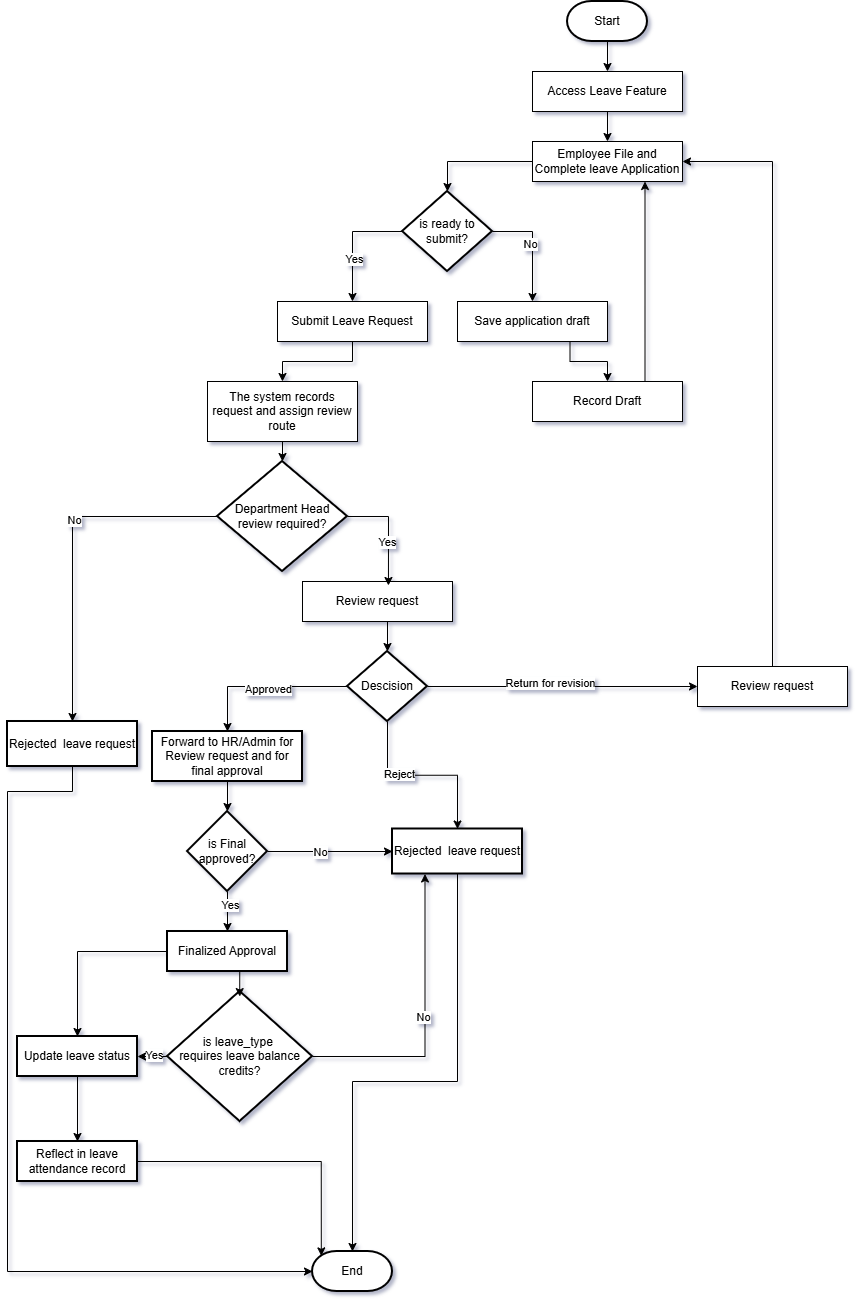 Start
Access Leave Feature
Employee File and
Complete leave Application
is ready to
submit?
Yes
No
Submit Leave Request
Save application draft
The system records
request and assign review
route
Record Draft
Department Head
review required?
No
Yes
Review request
Descision
Approved
Return for revision
Review request
Rejected  leave request
Forward to HR/Admin for
Review request and for
final approval
Reject
is Final
approved?
No
Rejected  leave request
Yes
Finalized Approval
No
is leave_type
requires leave balance
credits?
Yes
Update leave status
Reflect in leave
attendance record
End